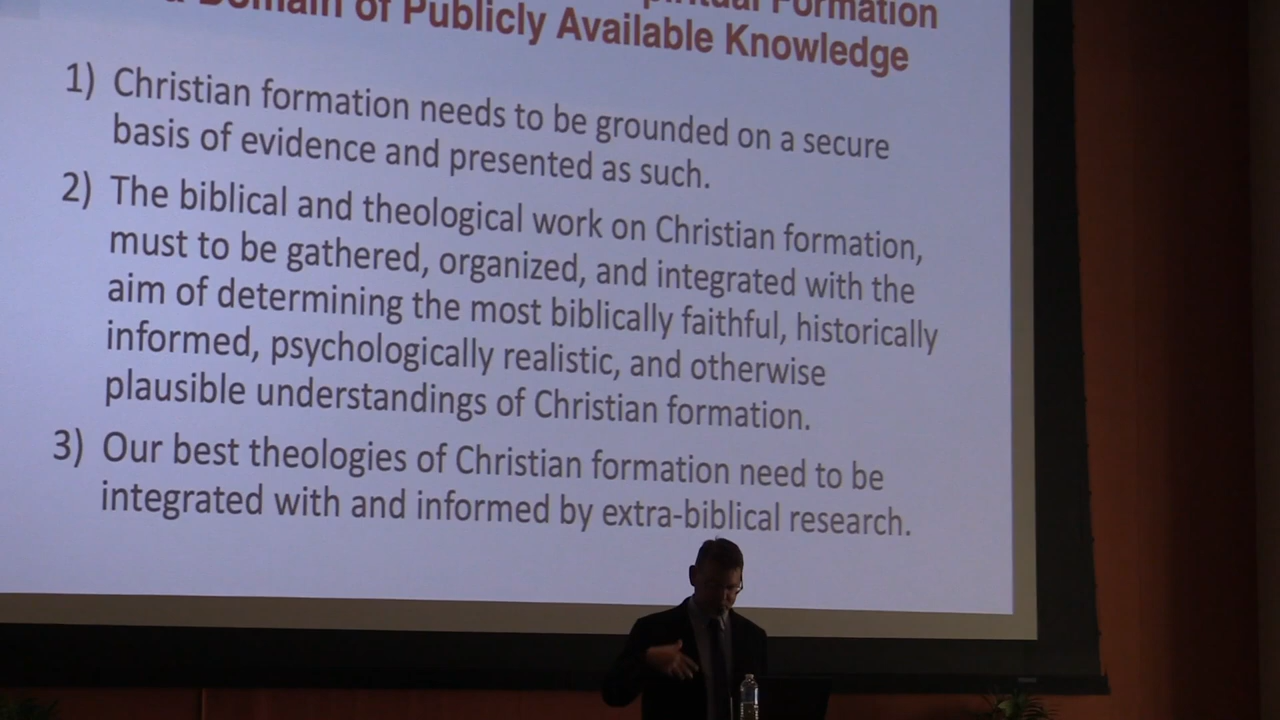 Formation
Domain of Publicly Available Knowledge
1) Christian formation needs to be grounded on a secure
basis of evidence and presented as such.
2) The biblical and theological work on Christian formation,
must to be gathered, organized, and integrated with the
aim of determining the most biblically faithful, historically
informed, psychologically realistic, and otherwise
plausible understandings of Christian formation.
3) Our best theologies of Christian formation need to be
integrated with and informed by extra-biblical research.